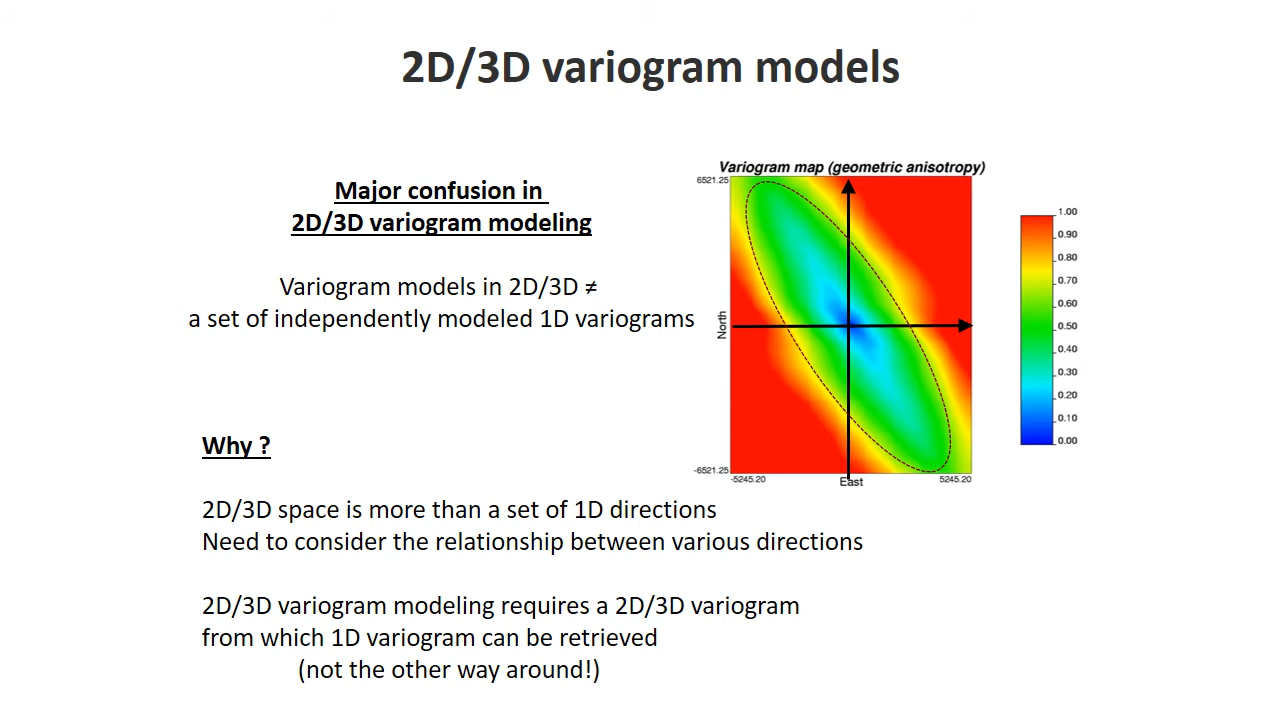 2D/3D variogram models
Major confusion in
2D/3D variogram modeling
Variogram models in 2D/3D ≠
a set of independently modeled 1D variograms
Variogram map (geometric anisotropy)
6521.25
North
-6521.25
-5245.20
East
5245.20
1.00
0.90
0.80
0.70
0.60
0.50
0.40
0.30
0.20
0.10
0.00
Why ?
2D/3D space is more than a set of 1D directions
Need to consider the relationship between various directions
2D/3D variogram modeling requires a 2D/3D variogram
from which 1D variogram can be retrieved
(not the other way around!)